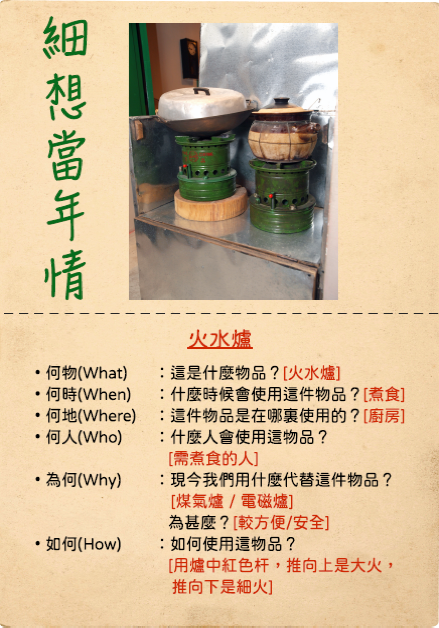 細想當年情
火水爐
• 何物(What)：這是什麼物品？[火水爐]
• 何時(When)：什麼時候會使用這件物品？[煮食]
• 何地(Where)：這件物品是在哪裏使用的？[廚房]
• 何人(Who)：什麼人會使用這物品？
[需煮食的人]
• 為何(Why)：現今我們用什麼代替這件物品？
[煤氣爐 / 電磁爐]
為甚麼？[較方便/安全]
• 如何(How)：如何使用這物品？
[用爐中紅色杆，推向上是大火，
推向下是細火]